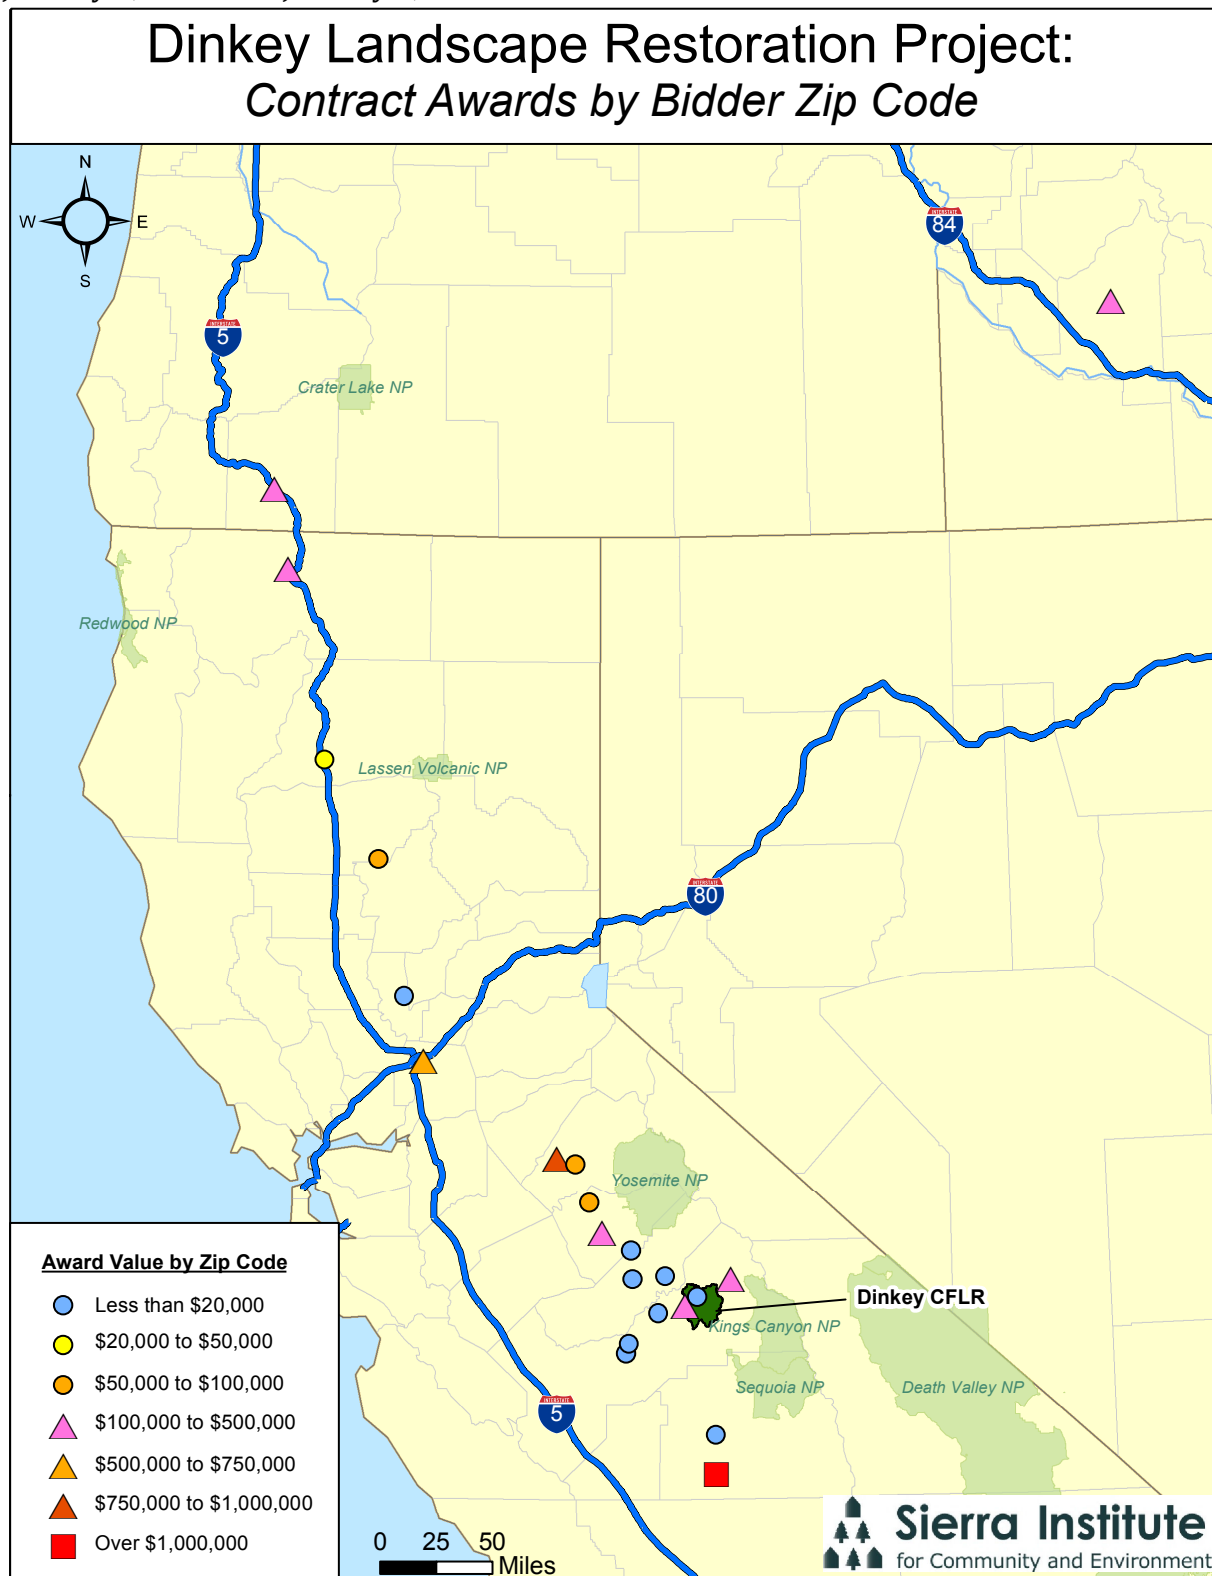 Dinkey Landscape Restoration Project:
Contract Awards by Bidder Zip Code
N
W
E
S
INTERSTATE
84
INTERSTATE
5
Crater Lake NP
Redwood NP
Lassen Volcanic NP
INTERSTATE
80
Yosemite NP
Dinkey CFLR
Kings Canyon NP
Sequoia NP
Death Valley NP
INTERSTATE
5
Award Value by Zip Code
Less than $20,000
$20,000 to $50,000
$50,000 to $100,000
$100,000 to $500,000
$500,000 to $750,000
$750,000 to $1,000,000
Over $1,000,000
0 25 50
Miles
Sierra Institute
for Community and Environment